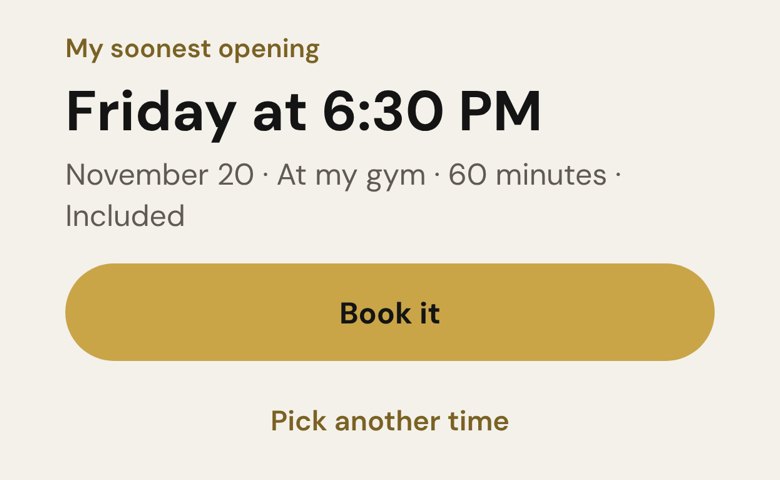 My soonest opening
Friday at 6:30 PM
November 20 · At my gym · 60 minutes ·
Included
Book it
Pick another time